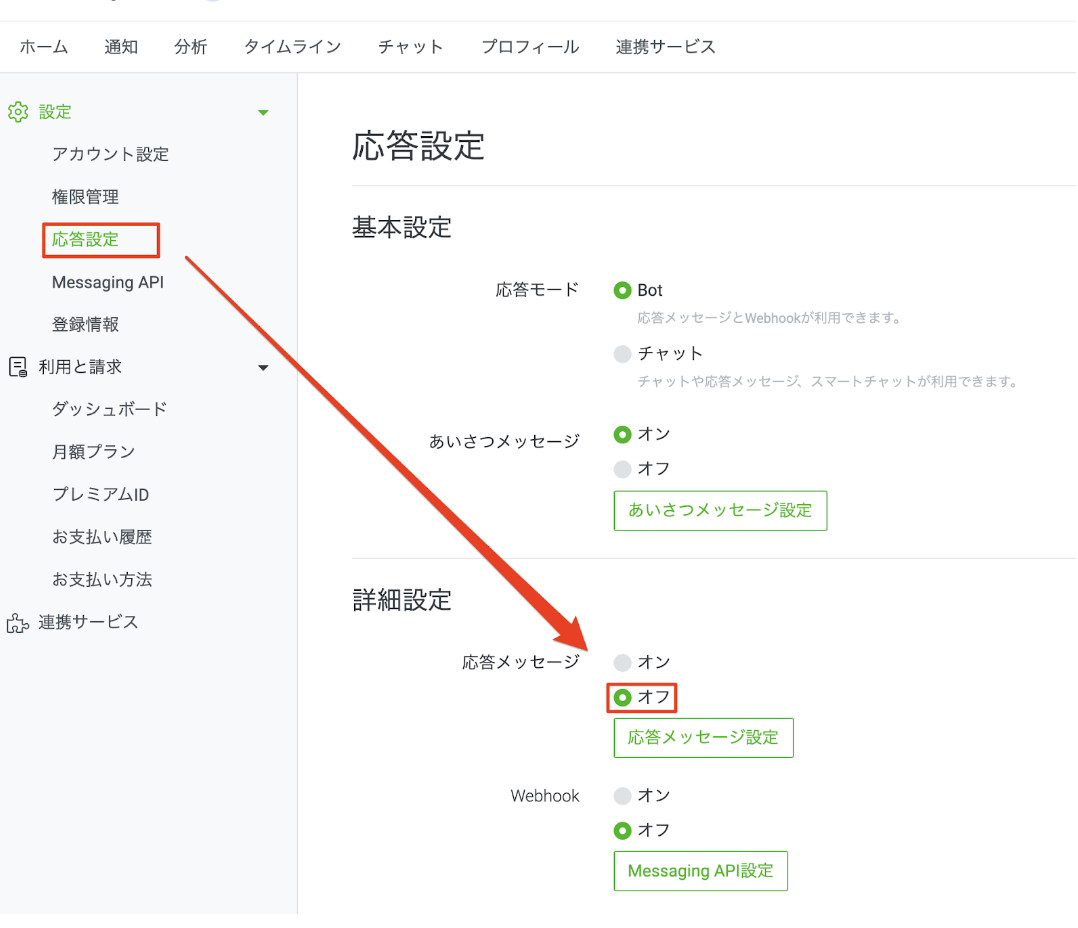 ホーム 通知 分析 タイムライン チャット プロフィール 連携サービス
設定
アカウント設定
権限管理
応答設定
Messaging API
登録情報
利用と請求
ダッシュボード
月額プラン
プレミアムID
お支払い履歴
お支払い方法
連携サービス
応答設定
基本設定
応答モード
Bot
応答メッセージとWebhookが利用できます。
チャット
チャットや応答メッセージ、スマートチャットが利用できます。
あいさつメッセージ
オン
オフ
あいさつメッセージ設定
詳細設定
応答メッセージ
オン
オフ
応答メッセージ設定
Webhook
オン
オフ
Messaging API設定